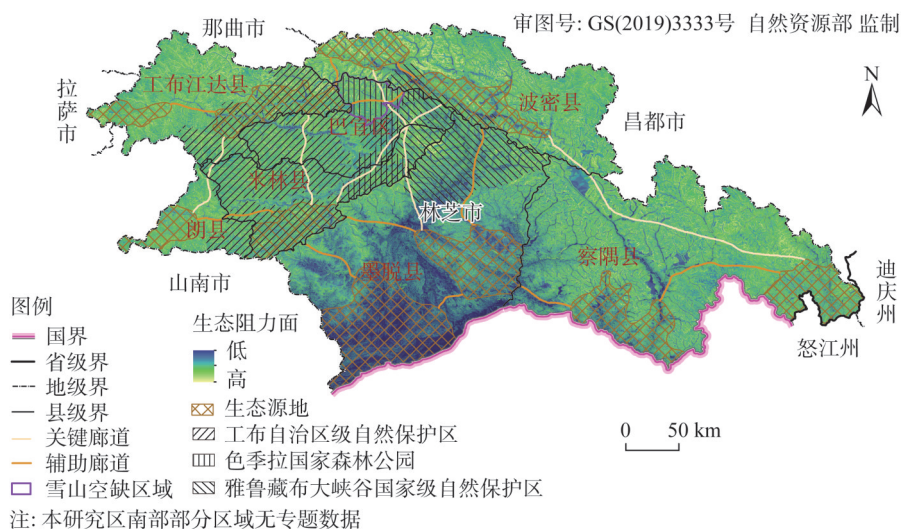 审图号: GS(2019)3333号 自然资源部 监制
那曲市
N
拉萨市
工布江达县
波密县
昌都市
巴宜区
米林县
林芝市
朗县
山南市
墨脱县
察隅县
迪庆州
怒江州
图例
国界
省级界
地级界
县级界
关键廊道
辅助廊道
雪山空缺区域
生态阻力面
低
高
生态源地
工布自治区级自然保护区
色季拉国家森林公园
雅鲁藏布大峡谷国家级自然保护区
0 50 km
注: 本研究区南部部分区域无专题数据